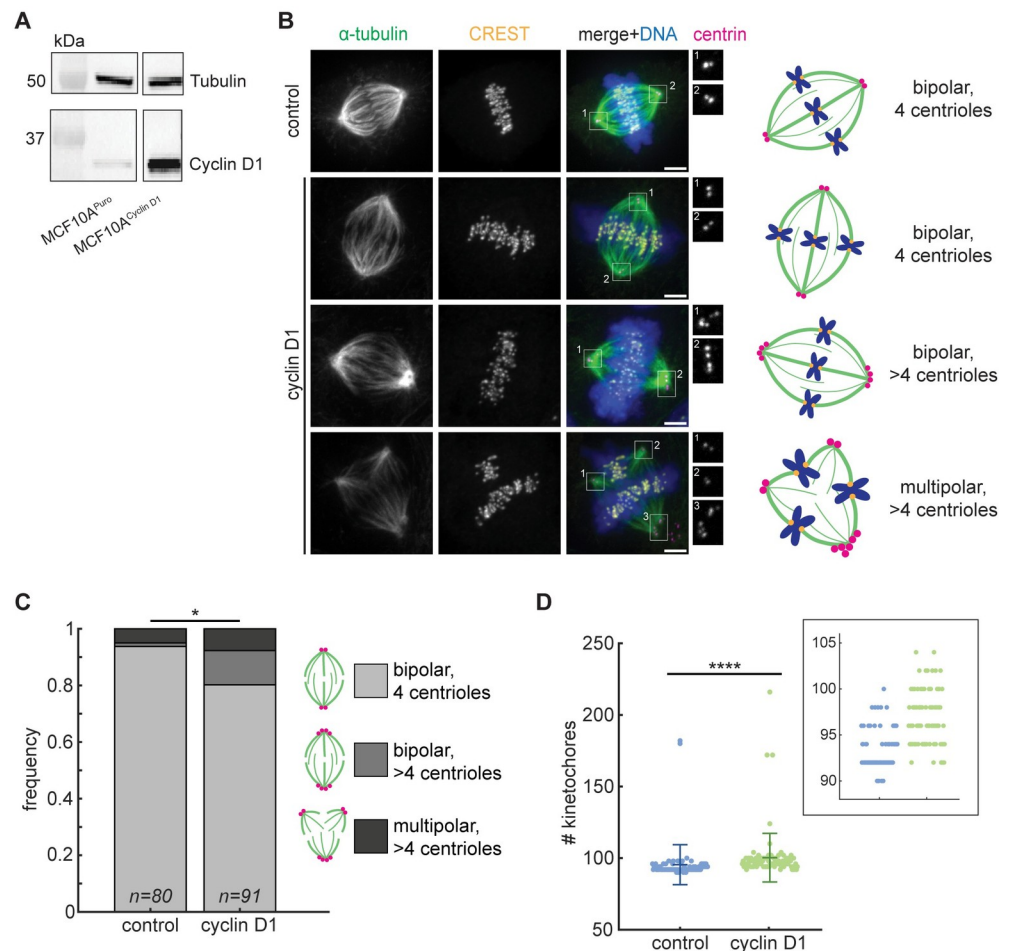 A
kDa
50
Tubulin
37
Cyclin D1
MCF10A^Puro
MCF10A^Cyclin D1
B
α-tubulin
CREST
merge+DNA
centrin
control
1
2
1
2
bipolar,
4 centrioles
cyclin D1
1
2
1
2
bipolar,
4 centrioles
1
2
1
2
bipolar,
>4 centrioles
1
2
3
1
2
3
multipolar,
>4 centrioles
C
*
frequency
1
0.8
0.6
0.4
0.2
0
n=80
n=91
control
cyclin D1
bipolar,
4 centrioles
bipolar,
>4 centrioles
multipolar,
>4 centrioles
D
# kinetochores
250
200
150
100
50
****
control
cyclin D1
105
100
95
90